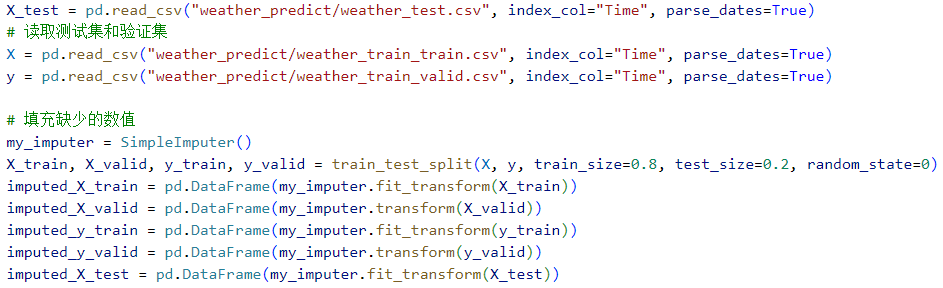 X_test = pd.read_csv("weather_predict/weather_test.csv", index_col="Time", parse_dates=True)
# 读取测试集和验证集
X = pd.read_csv("weather_predict/weather_train_train.csv", index_col="Time", parse_dates=True)
y = pd.read_csv("weather_predict/weather_train_valid.csv", index_col="Time", parse_dates=True)
# 填充缺少的数值
my_imputer = SimpleImputer()
X_train, X_valid, y_train, y_valid = train_test_split(X, y, train_size=0.8, test_size=0.2, random_state=0)
imputed_X_train = pd.DataFrame(my_imputer.fit_transform(X_train))
imputed_X_valid = pd.DataFrame(my_imputer.transform(X_valid))
imputed_y_train = pd.DataFrame(my_imputer.fit_transform(y_train))
imputed_y_valid = pd.DataFrame(my_imputer.transform(y_valid))
imputed_X_test = pd.DataFrame(my_imputer.fit_transform(X_test))